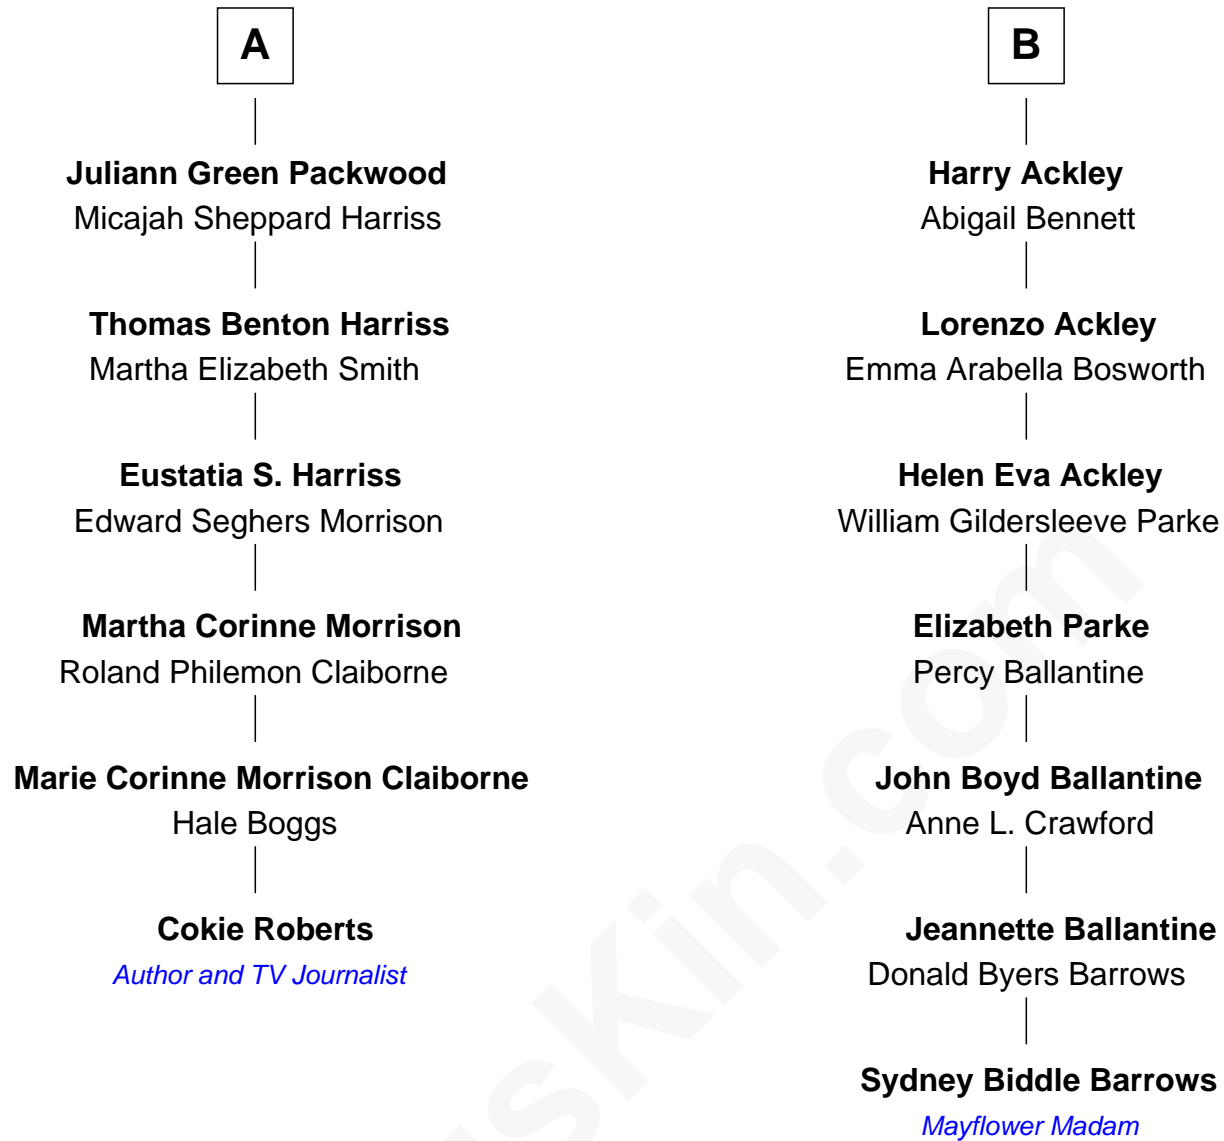 A
Juliann Green Packwood
Micajah Sheppard Harriss
Thomas Benton Harriss
Martha Elizabeth Smith
Eustatia S. Harriss
Edward Seghers Morrison
Martha Corinne Morrison
Roland Philemon Claiborne
Marie Corinne Morrison Claiborne
Hale Boggs
Cokie Roberts
Author and TV Journalist
B
Harry Ackley
Abigail Bennett
Lorenzo Ackley
Emma Arabella Bosworth
Helen Eva Ackley
William Gildersleeve Parke
Elizabeth Parke
Percy Ballantine
John Boyd Ballantine
Anne L. Crawford
Jeannette Ballantine
Donald Byers Barrows
Sydney Biddle Barrows
Mayflower Madam